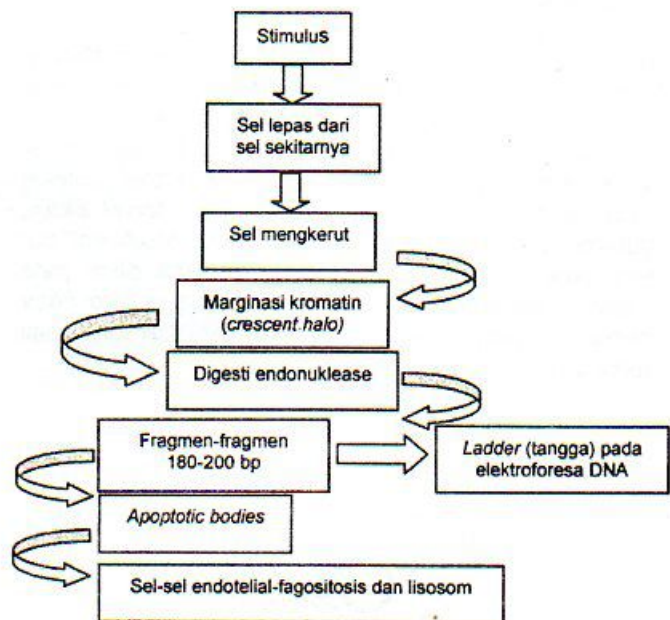 Stimulus
Sel lepas dari
sel sekitarnya
Sel mengkerut
Marginasi kromatin
(crescent halo)
Digesti endonuklease
Fragmen-fragmen
180-200 bp
Ladder (tangga) pada
elektroforesa DNA
Apoptotic bodies
Sel-sel endotelial-fagositosis dan lisosom